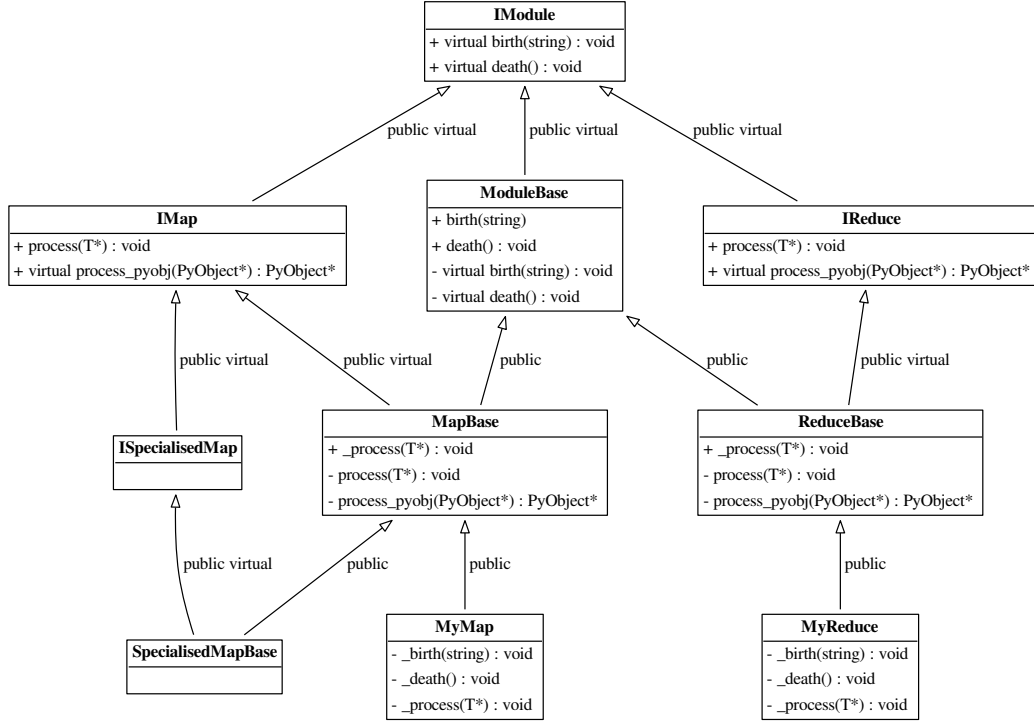 IModule
+ virtual birth(string) : void
+ virtual death() : void
public virtual
public virtual
public virtual
IMap
+ process(T*) : void
+ virtual process_pyobj(PyObject*) : PyObject*
ModuleBase
+ birth(string)
+ death() : void
- virtual birth(string) : void
- virtual death() : void
IReduce
+ process(T*) : void
+ virtual process_pyobj(PyObject*) : PyObject*
public virtual
public virtual
public
public
public virtual
ISpecialisedMap
MapBase
+ _process(T*) : void
- process(T*) : void
- process_pyobj(PyObject*) : PyObject*
ReduceBase
+ _process(T*) : void
- process(T*) : void
- process_pyobj(PyObject*) : PyObject*
public virtual
public
public
public
SpecialisedMapBase
MyMap
- _birth(string) : void
- _death() : void
- _process(T*) : void
MyReduce
- _birth(string) : void
- _death() : void
- _process(T*) : void